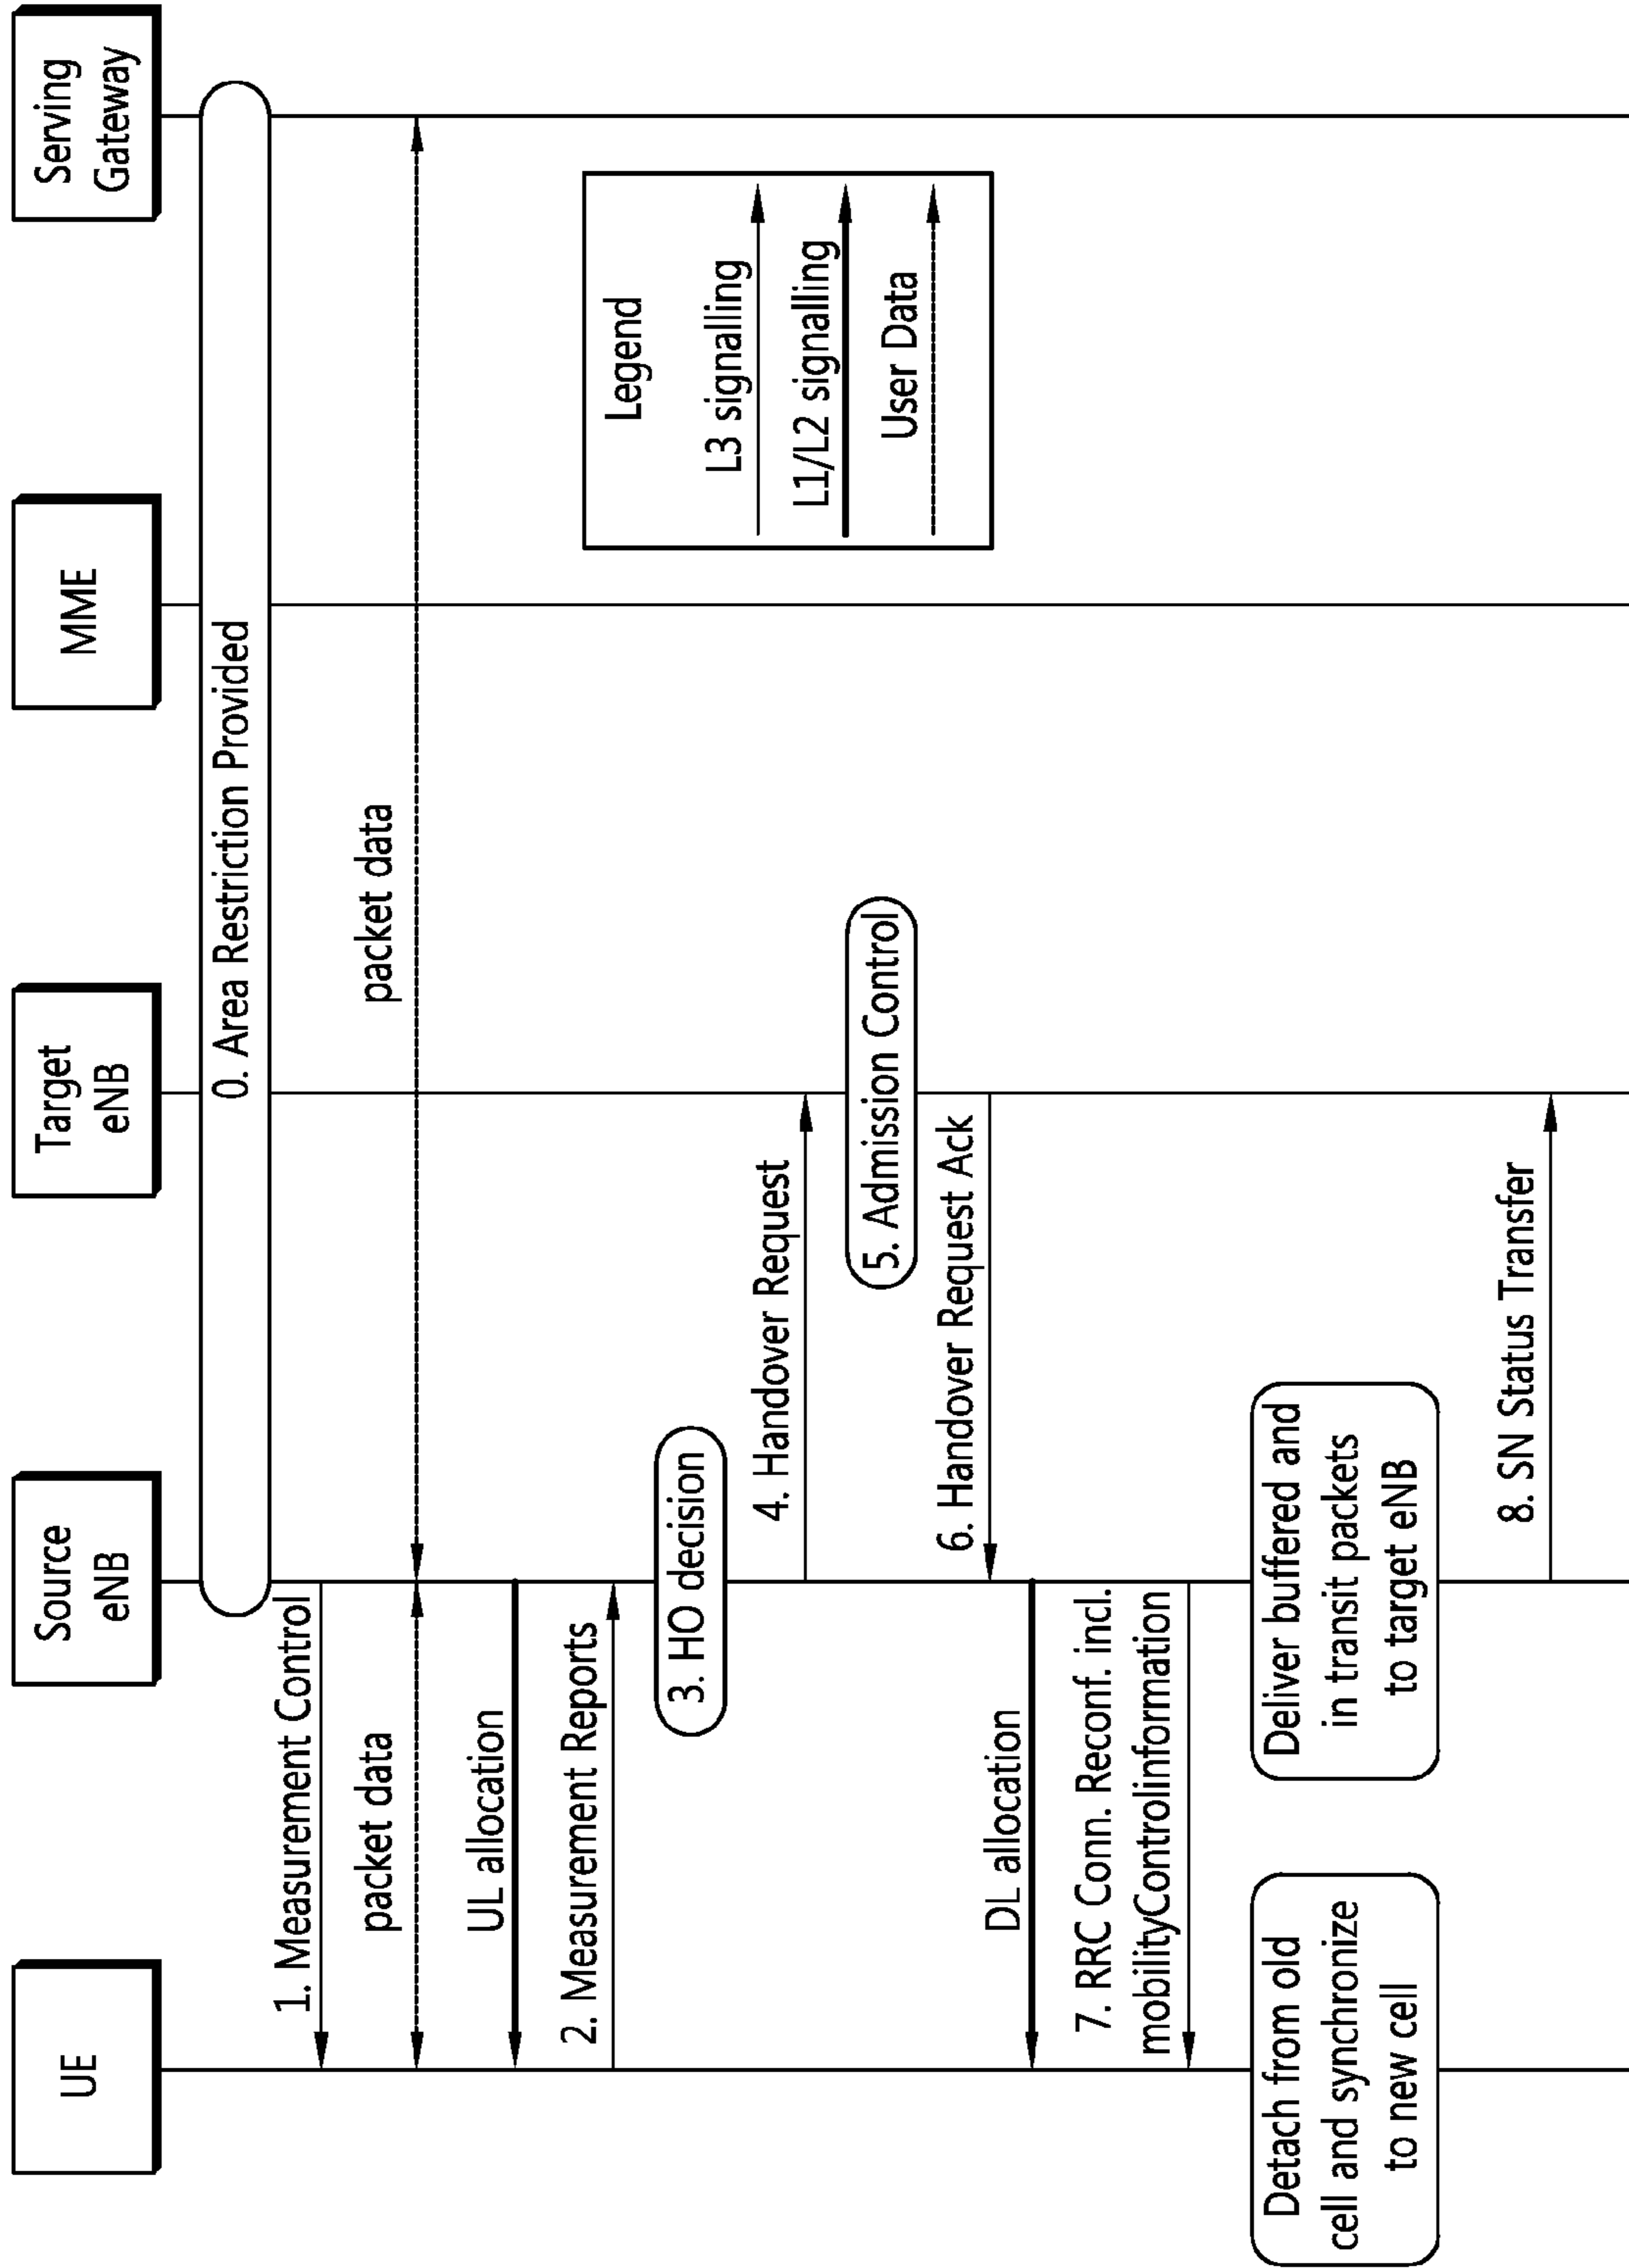 UE
Source
eNB
Target
eNB
MME
Serving
Gateway
0. Area Restriction Provided
1. Measurement Control
packet data
packet data
UL allocation
2. Measurement Reports
3. HO decision
4. Handover Request
5. Admission Control
6. Handover Request Ack
DL allocation
7. RRC Conn. Reconf. incl.
mobilityControlinformation
Detach from old
cell and synchronize
to new cell
Deliver buffered and
in transit packets
to target eNB
8. SN Status Transfer
Legend
L3 signalling
L1/L2 signalling
User Data